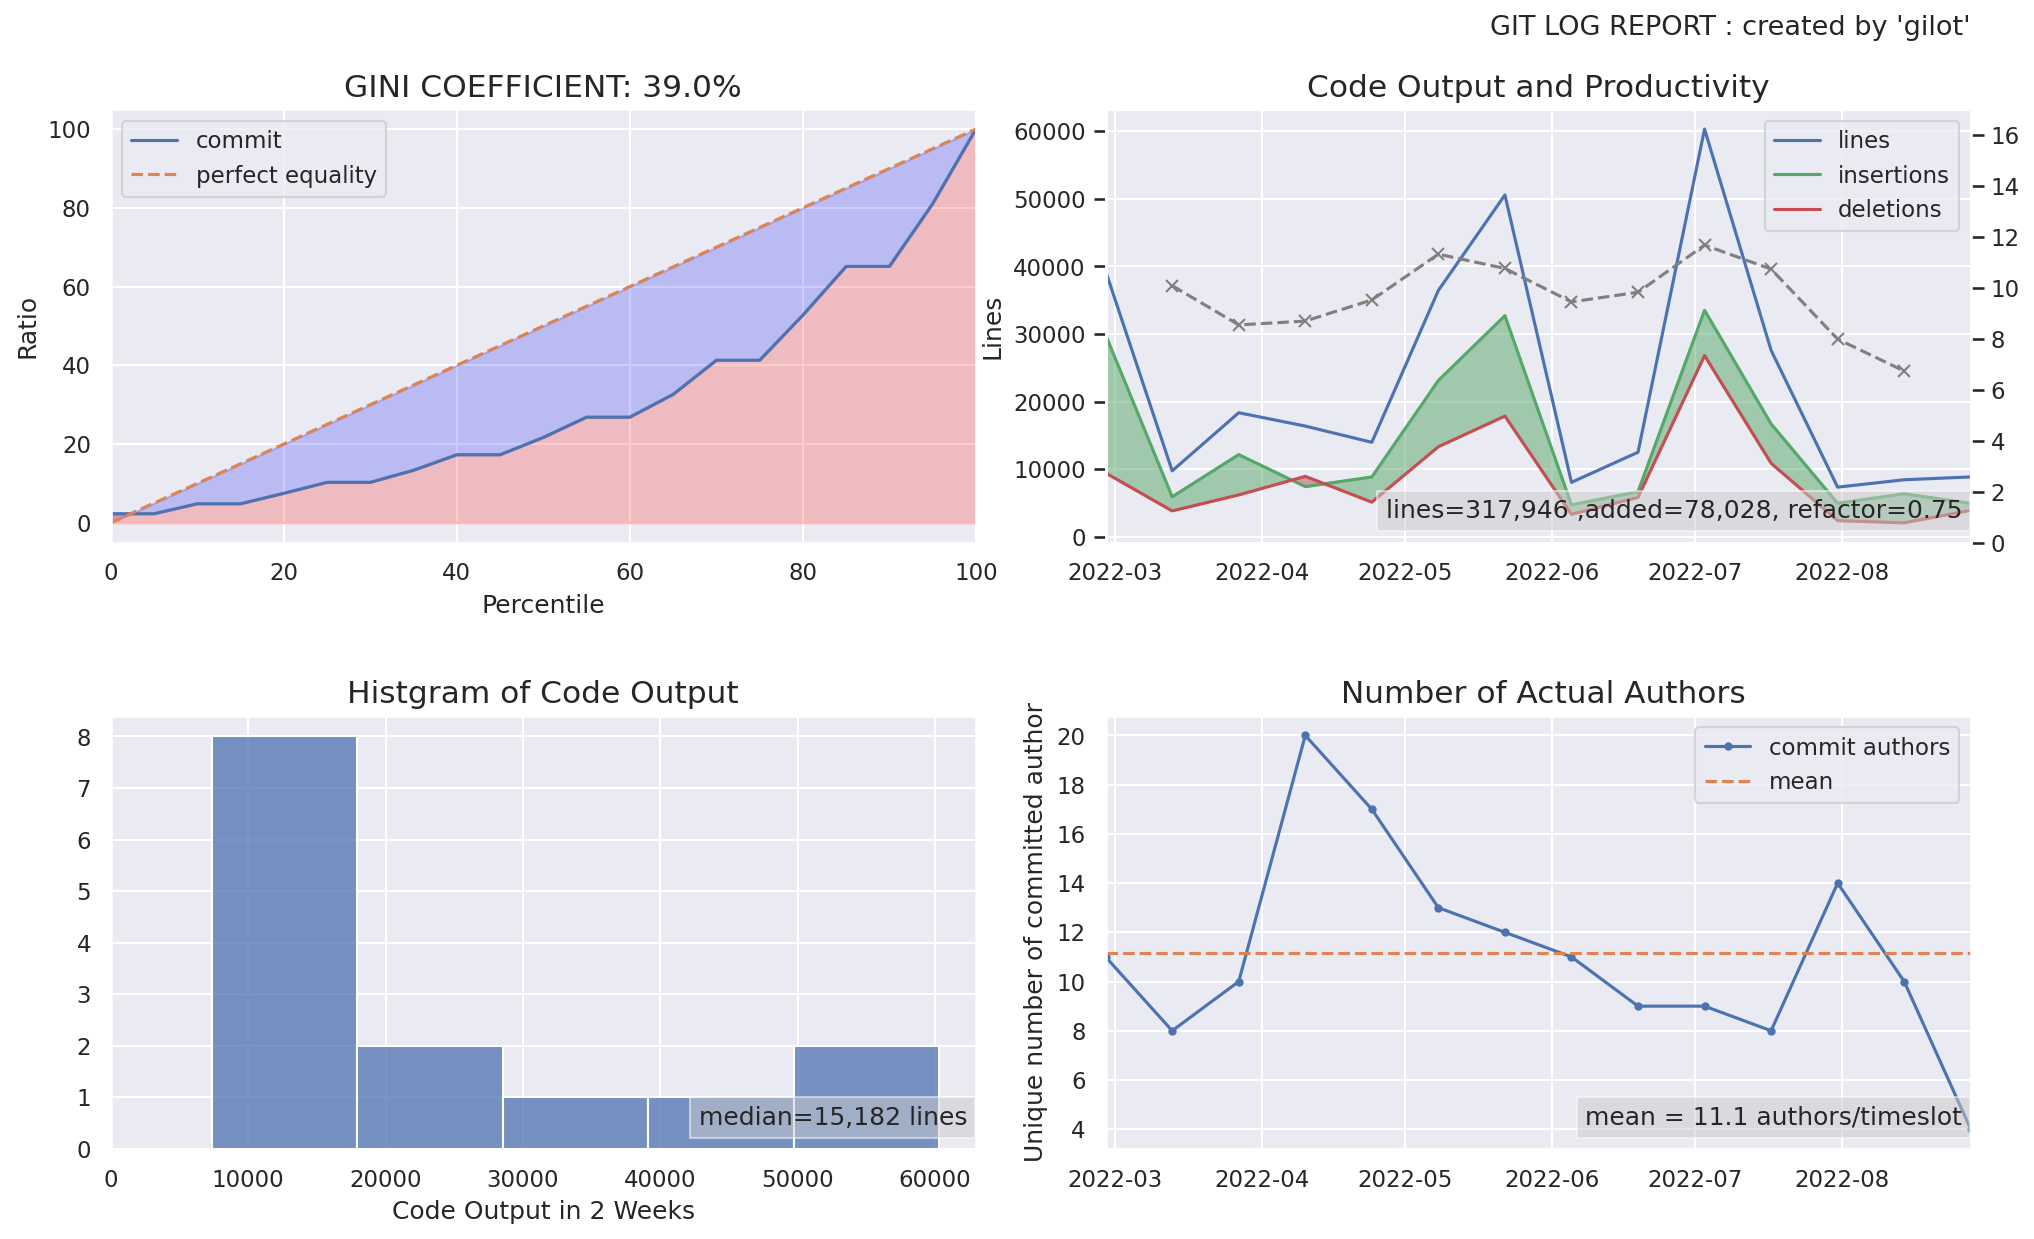 GIT LOG REPORT : created by 'gilot'
GINI COEFFICIENT: 39.0%
commit
perfect equality
Ratio
100
80
60
40
20
0
0 20 40 60 80 100
Percentile
Code Output and Productivity
lines
insertions
deletions
Lines
60000
50000
40000
30000
20000
10000
0
16
14
12
10
8
6
4
2
0
lines=317,946 ,added=78,028, refactor=0.75
2022-03 2022-04 2022-05 2022-06 2022-07 2022-08
Histgram of Code Output
8
7
6
5
4
3
2
1
0
median=15,182 lines
0 10000 20000 30000 40000 50000 60000
Code Output in 2 Weeks
Number of Actual Authors
commit authors
mean
Unique number of committed author
20
18
16
14
12
10
8
6
4
mean = 11.1 authors/timeslot
2022-03 2022-04 2022-05 2022-06 2022-07 2022-08